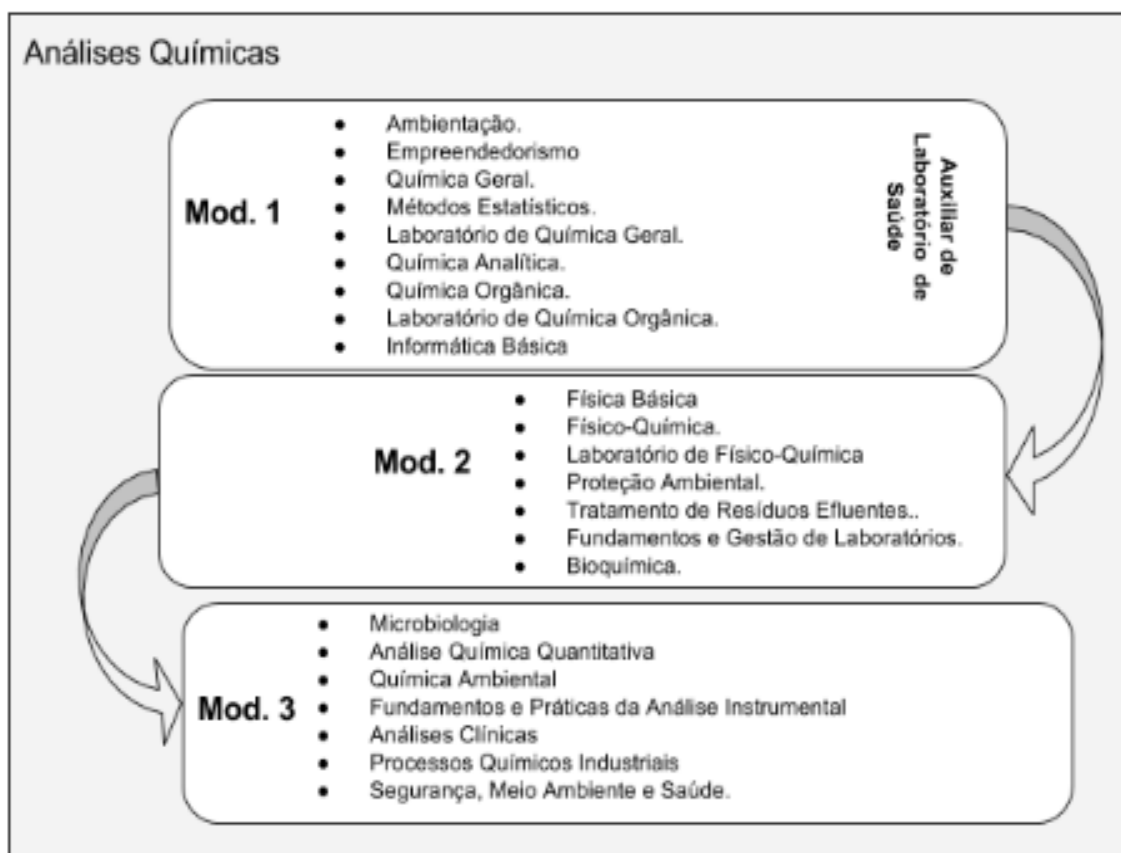 Análises Químicas
Mod. 1
● Ambientação.
● Empreendedorismo
● Química Geral.
● Métodos Estatísticos.
● Laboratório de Química Geral.
● Química Analítica.
● Química Orgânica.
● Laboratório de Química Orgânica.
● Informática Básica
Auxiliar de
Laboratório de
Saúde
Mod. 2
● Física Básica
● Físico-Química.
● Laboratório de Físico-Química
● Proteção Ambiental.
● Tratamento de Resíduos Efluentes..
● Fundamentos e Gestão de Laboratórios.
● Bioquímica.
Mod. 3
● Microbiologia
● Análise Química Quantitativa
● Química Ambiental
● Fundamentos e Práticas da Análise Instrumental
● Análises Clínicas
● Processos Químicos Industriais
● Segurança, Meio Ambiente e Saúde.